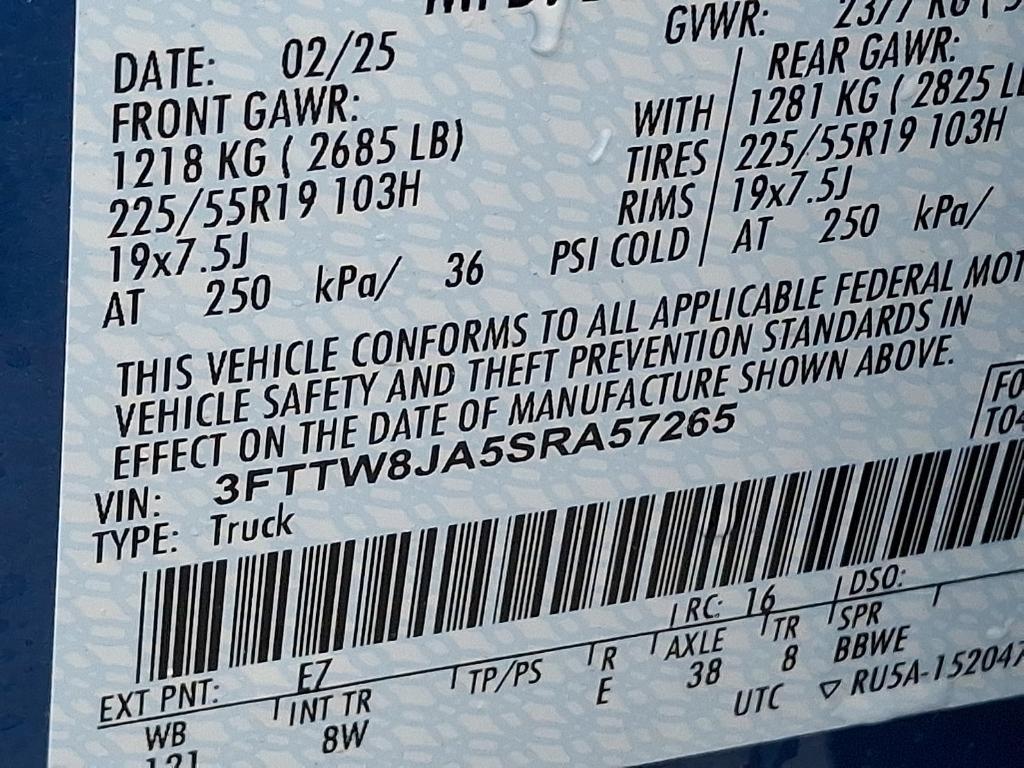 DATE: 02/25 GVWR:
FRONT GAWR: REAR GAWR:
1218 KG ( 2685 LB) WITH 1281 KG ( 2825
225/55R19 103H TIRES 225/55R19 103H
19x7.5J RIMS 19x7.5J
AT 250 kPa/ 36 PSI COLD AT 250 kPa/
THIS VEHICLE CONFORMS TO ALL APPLICABLE FEDERAL
VEHICLE SAFETY AND THEFT PREVENTION STANDARDS IN
EFFECT ON THE DATE OF MANUFACTURE SHOWN ABOVE.
VIN: 3FTTW8JA5SRA57265
TYPE: Truck
EXT PNT: E7 RC: 16 DSO:
WB INT TR TP/PS R AXLE TR SPR
8W E 38 8 BBWE
UTC ▽ RU5A-152047